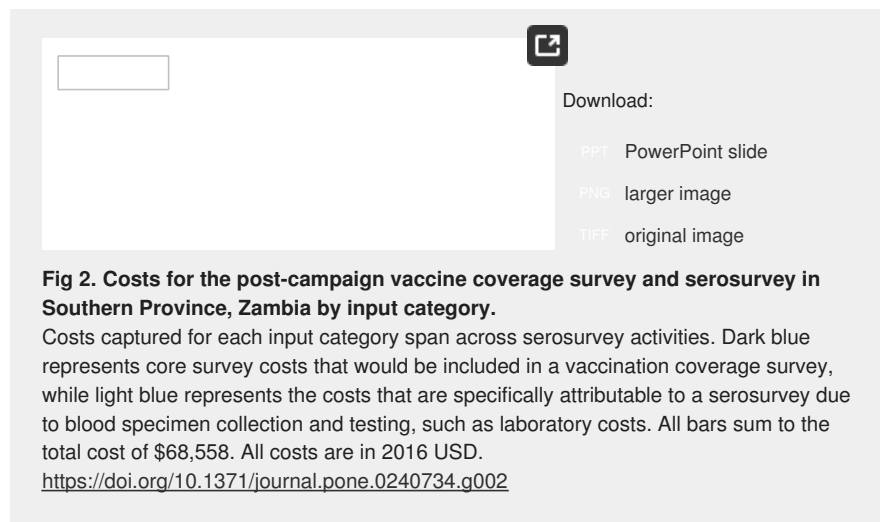 Download:
PPT PowerPoint slide
PNG larger image
TIFF original image
Fig 2. Costs for the post-campaign vaccine coverage survey and serosurvey in
Southern Province, Zambia by input category.
Costs captured for each input category span across serosurvey activities. Dark blue
represents core survey costs that would be included in a vaccination coverage survey,
while light blue represents the costs that are specifically attributable to a serosurvey due
to blood specimen collection and testing, such as laboratory costs. All bars sum to the
total cost of $68,558. All costs are in 2016 USD.
https://doi.org/10.1371/journal.pone.0240734.g002